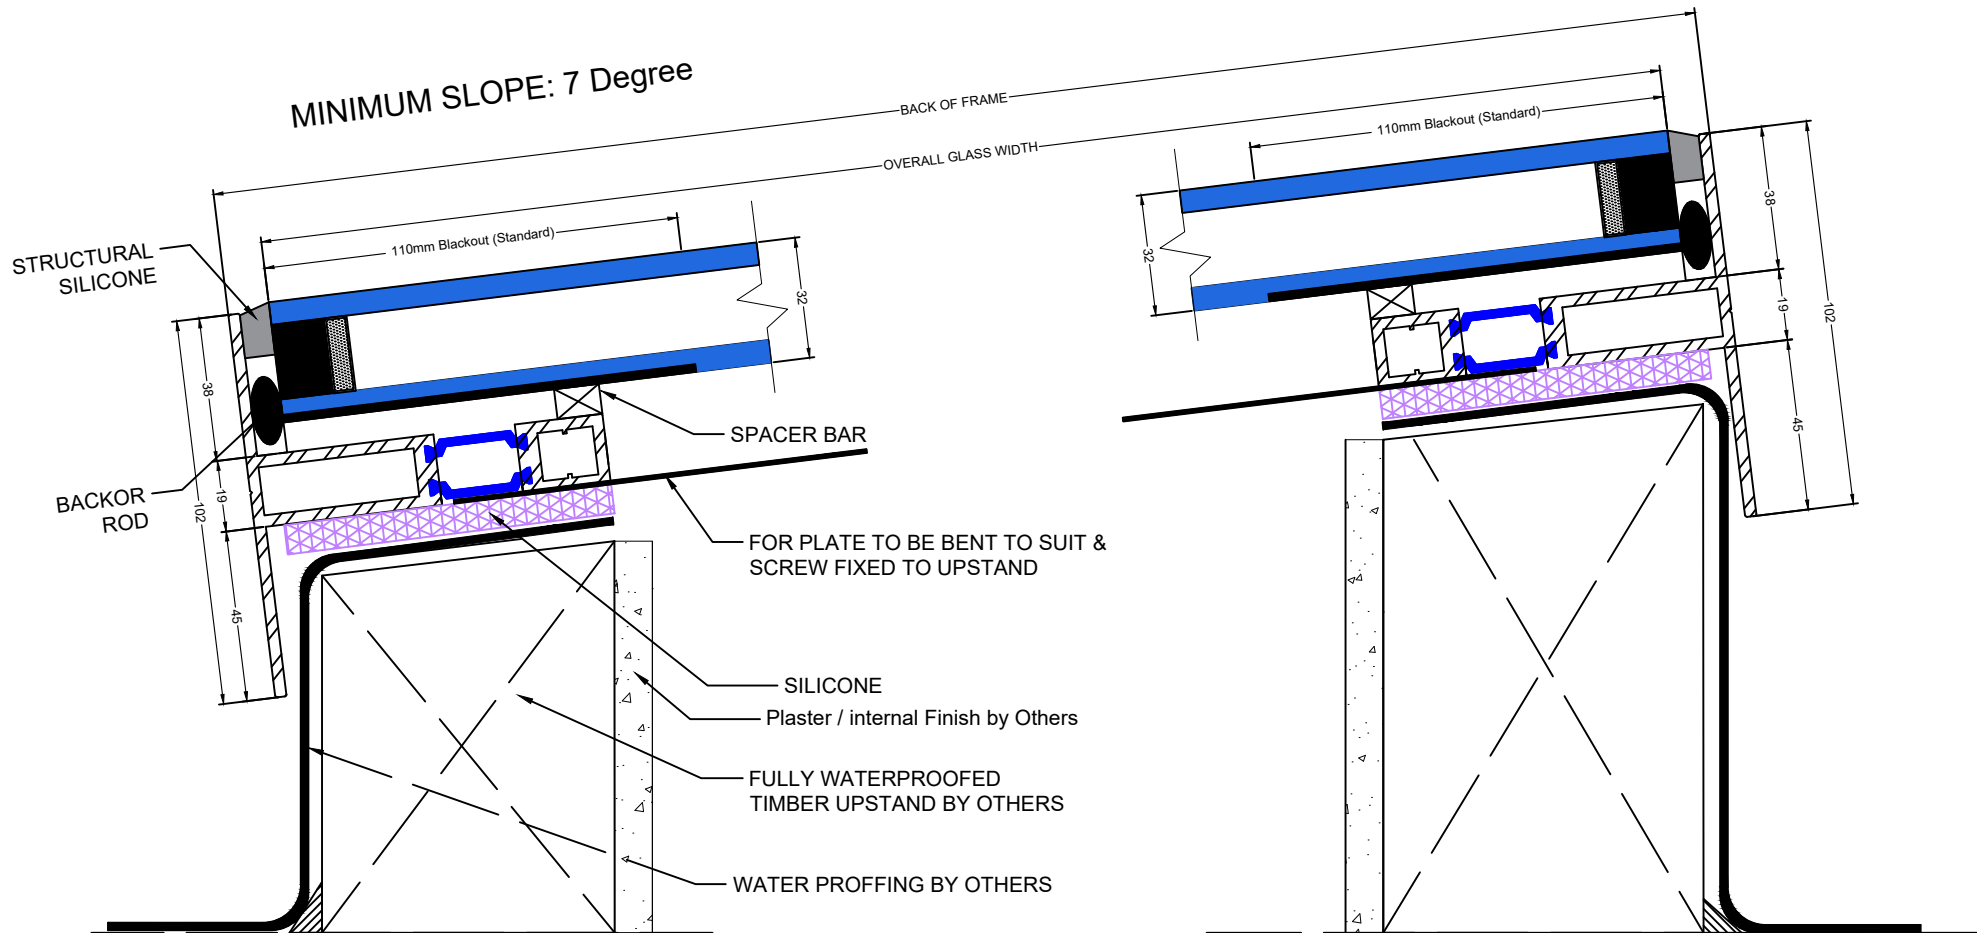 MINIMUM SLOPE: 7 Degree
BACK OF FRAME
OVERALL GLASS WIDTH
110mm Blackout (Standard)
110mm Blackout (Standard)
STRUCTURAL
SILICONE
32
32
38
19
102
45
38
19
102
45
BACKOR
ROD
SPACER BAR
FOR PLATE TO BE BENT TO SUIT &
SCREW FIXED TO UPSTAND
SILICONE
Plaster / internal Finish by Others
FULLY WATERPROOFED
TIMBER UPSTAND BY OTHERS
WATER PROFFING BY OTHERS